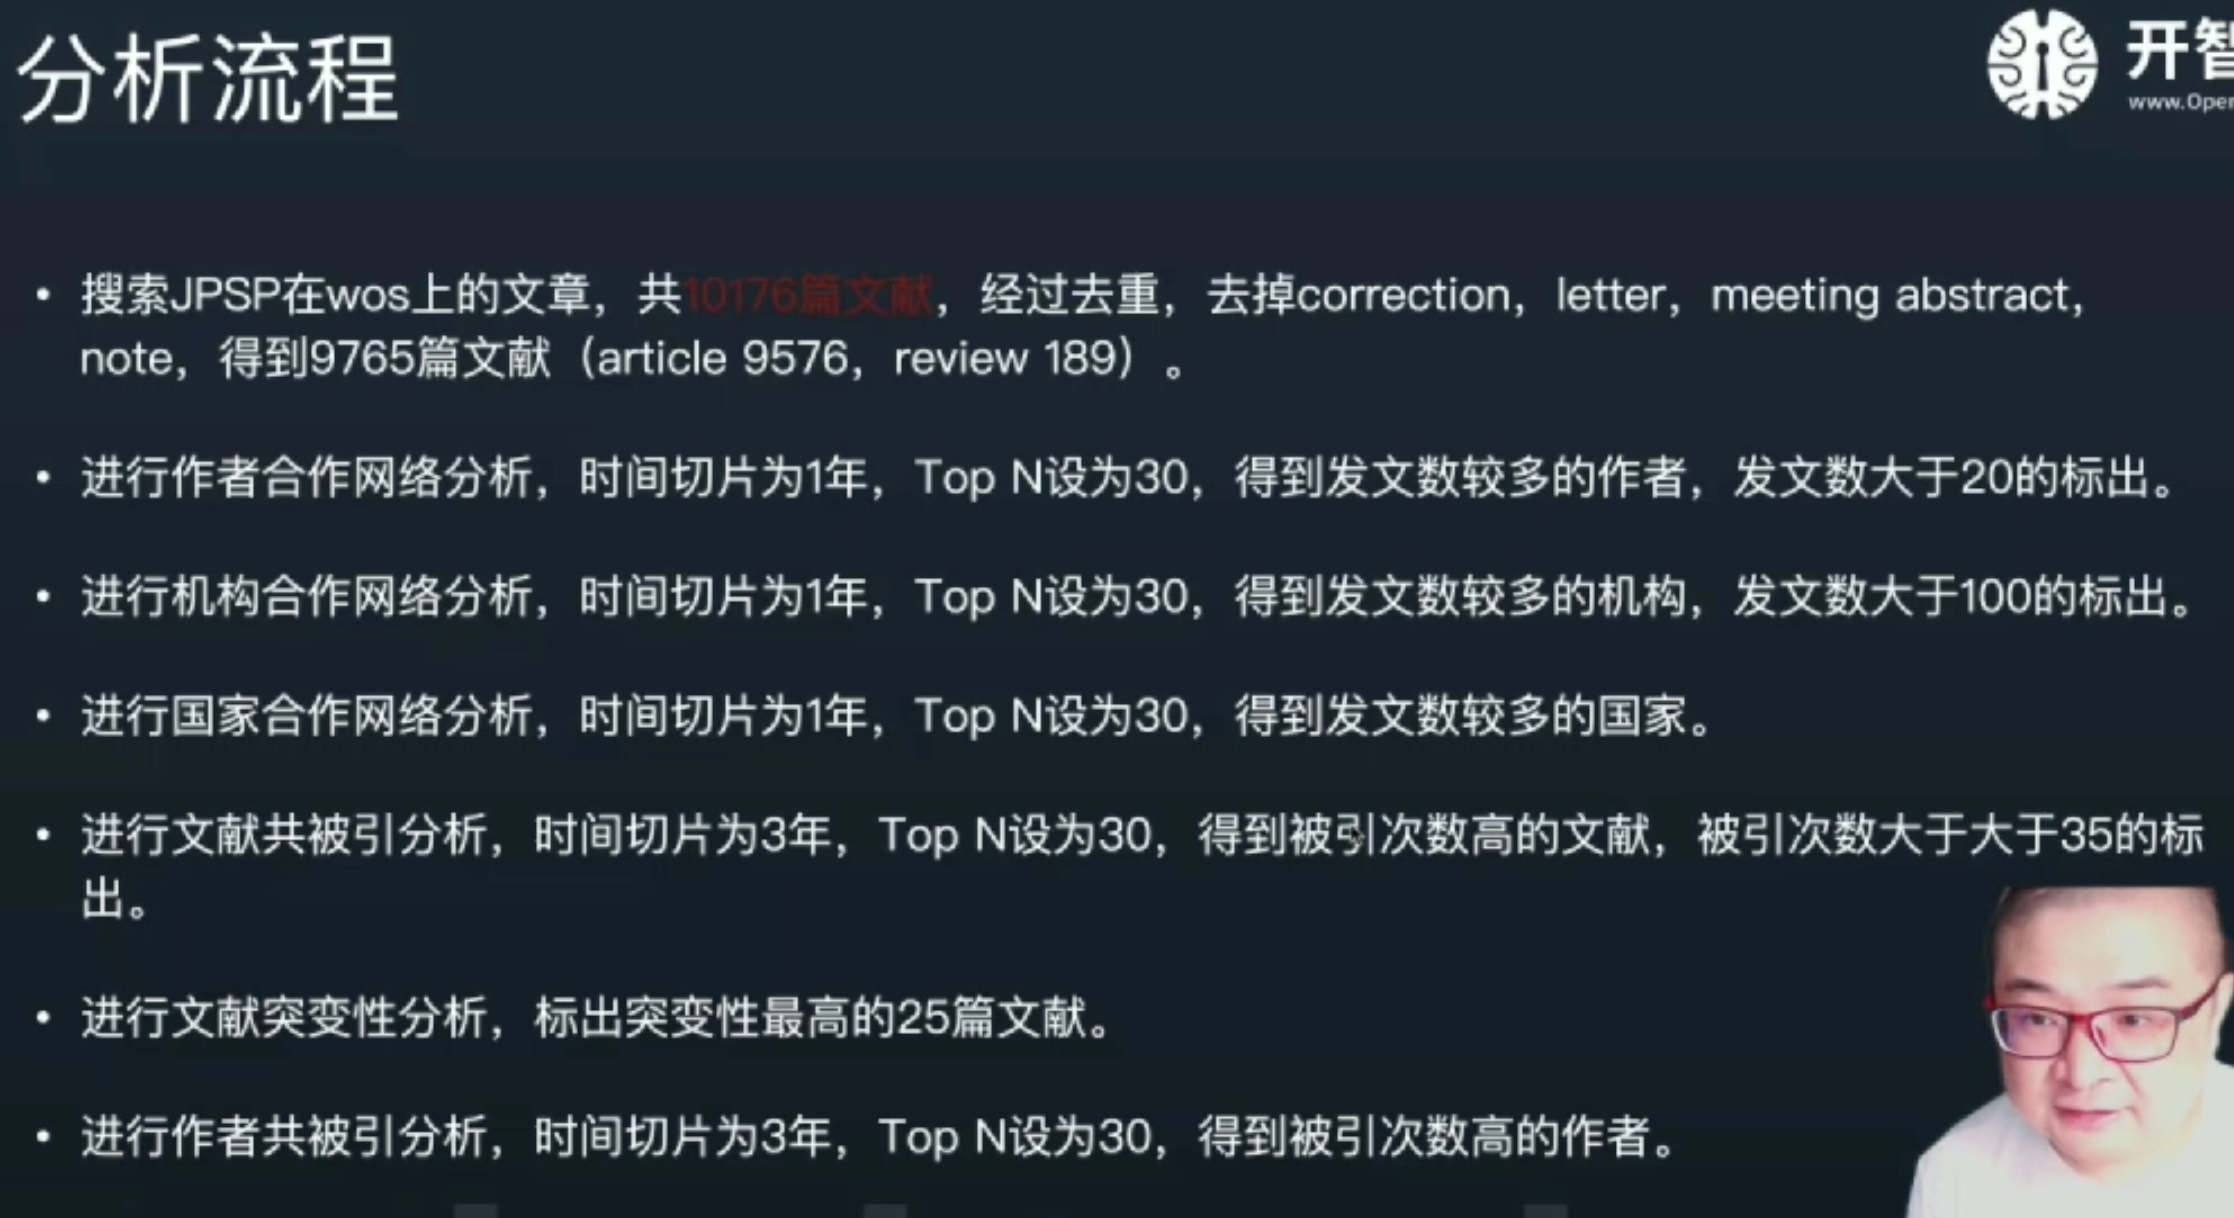 分析流程
开智
www.Open
• 搜索JPSP在wos上的文章，共10176篇文献，经过去重，去掉correction，letter，meeting abstract，
note，得到9765篇文献（article 9576，review 189）。
• 进行作者合作网络分析，时间切片为1年，Top N设为30，得到发文数较多的作者，发文数大于20的标出。
• 进行机构合作网络分析，时间切片为1年，Top N设为30，得到发文数较多的机构，发文数大于100的标出。
• 进行国家合作网络分析，时间切片为1年，Top N设为30，得到发文数较多的国家。
• 进行文献共被引分析，时间切片为3年，Top N设为30，得到被引次数高的文献，被引次数大于大于35的标
出。
• 进行文献突变性分析，标出突变性最高的25篇文献。
• 进行作者共被引分析，时间切片为3年，Top N设为30，得到被引次数高的作者。